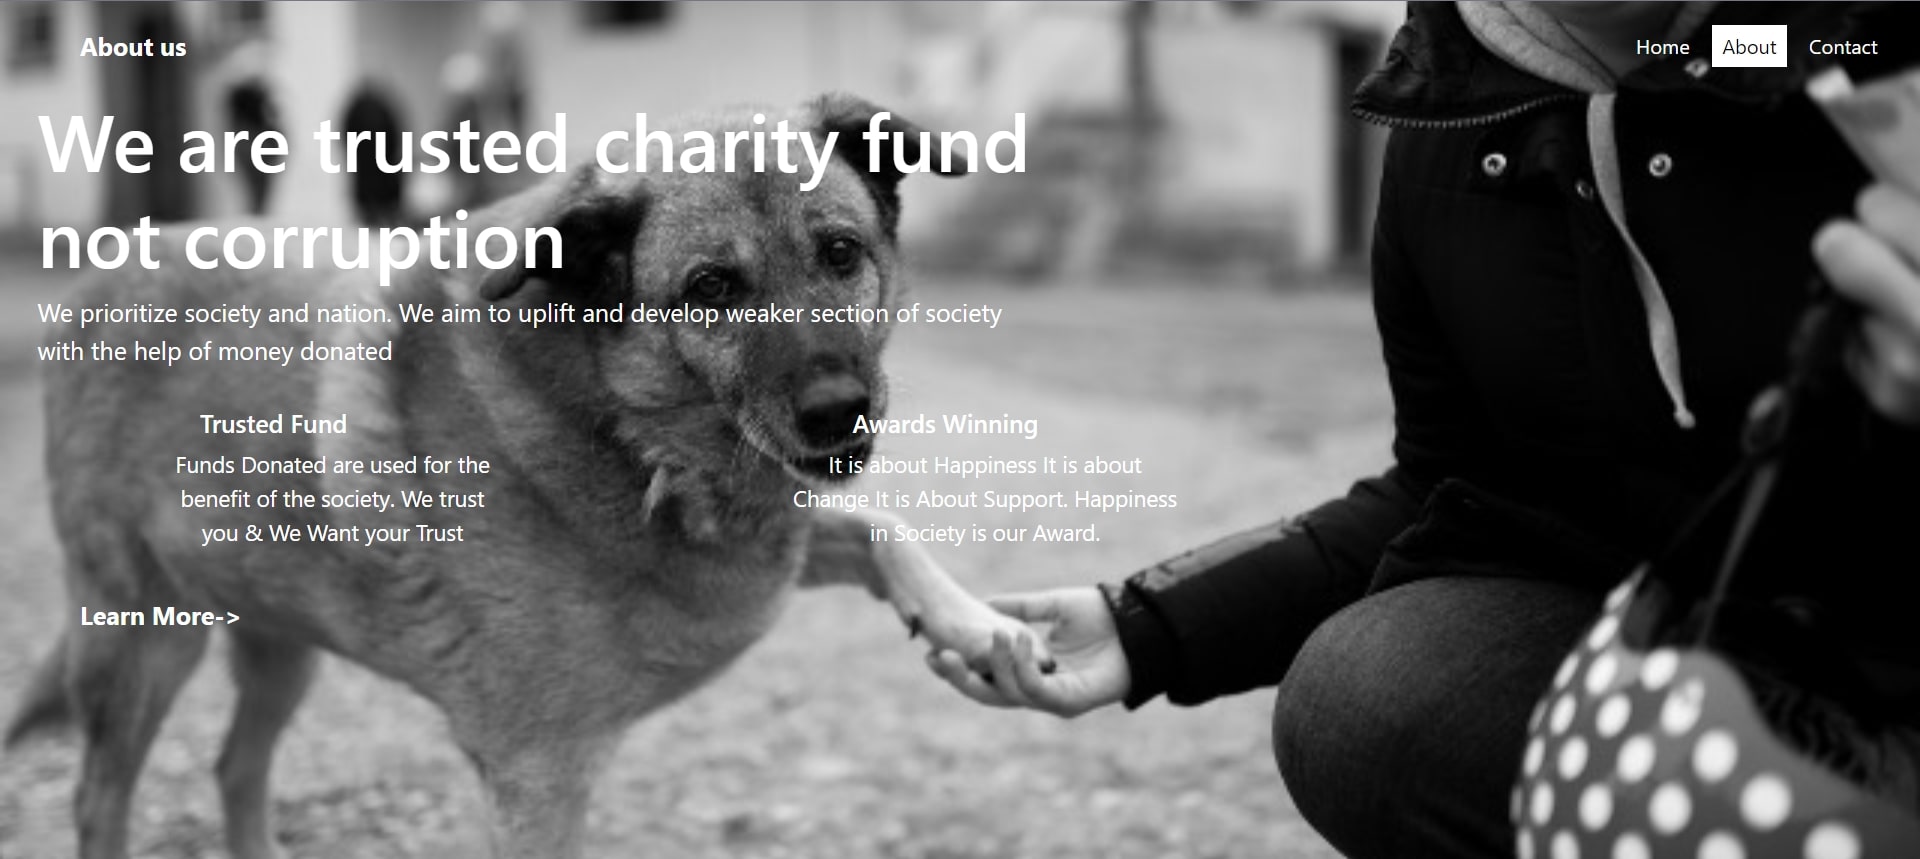 About us
Home About Contact
We are trusted charity fund
not corruption
We prioritize society and nation. We aim to uplift and develop weaker section of society
with the help of money donated
Trusted Fund
Funds Donated are used for the
benefit of the society. We trust
you & We Want your Trust
Awards Winning
It is about Happiness It is about
Change It is About Support. Happiness
in Society is our Award.
Learn More->